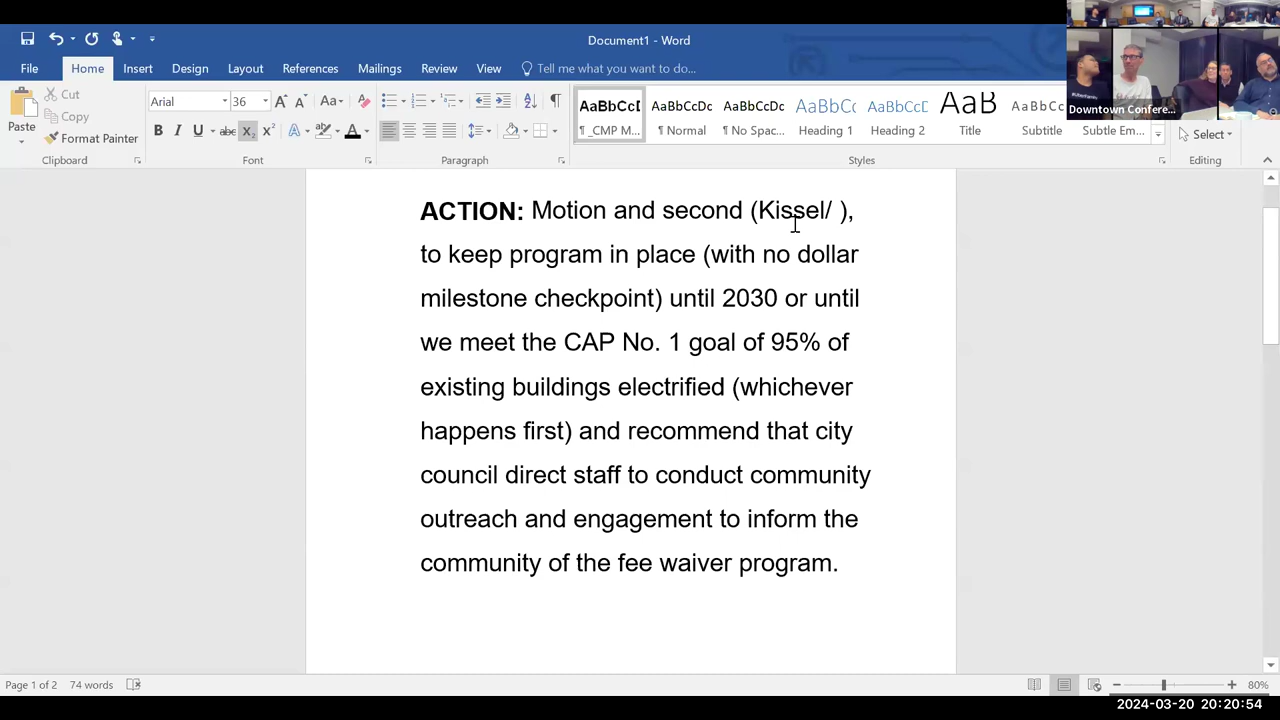 Document1 - Word
File Home Insert Design Layout References Mailings Review View Tell me what you want to do...
Paste
Cut
Copy
Format Painter
Arial 36
AaBbCcI AaBbCcDc AaBbCcDc AaBbCc AaBbCcD AaB AaBbCcD
¶ _CMP M... ¶ Normal ¶ No Spac... Heading 1 Heading 2 Title Subtitle Subtle Em...
Select
Clipboard Font Paragraph Styles Editing
Downtown Confere...
ACTION: Motion and second (Kissel/ ),
to keep program in place (with no dollar
milestone checkpoint) until 2030 or until
we meet the CAP No. 1 goal of 95% of
existing buildings electrified (whichever
happens first) and recommend that city
council direct staff to conduct community
outreach and engagement to inform the
community of the fee waiver program.
Page 1 of 2 74 words 80%
2024-03-20 20:20:54